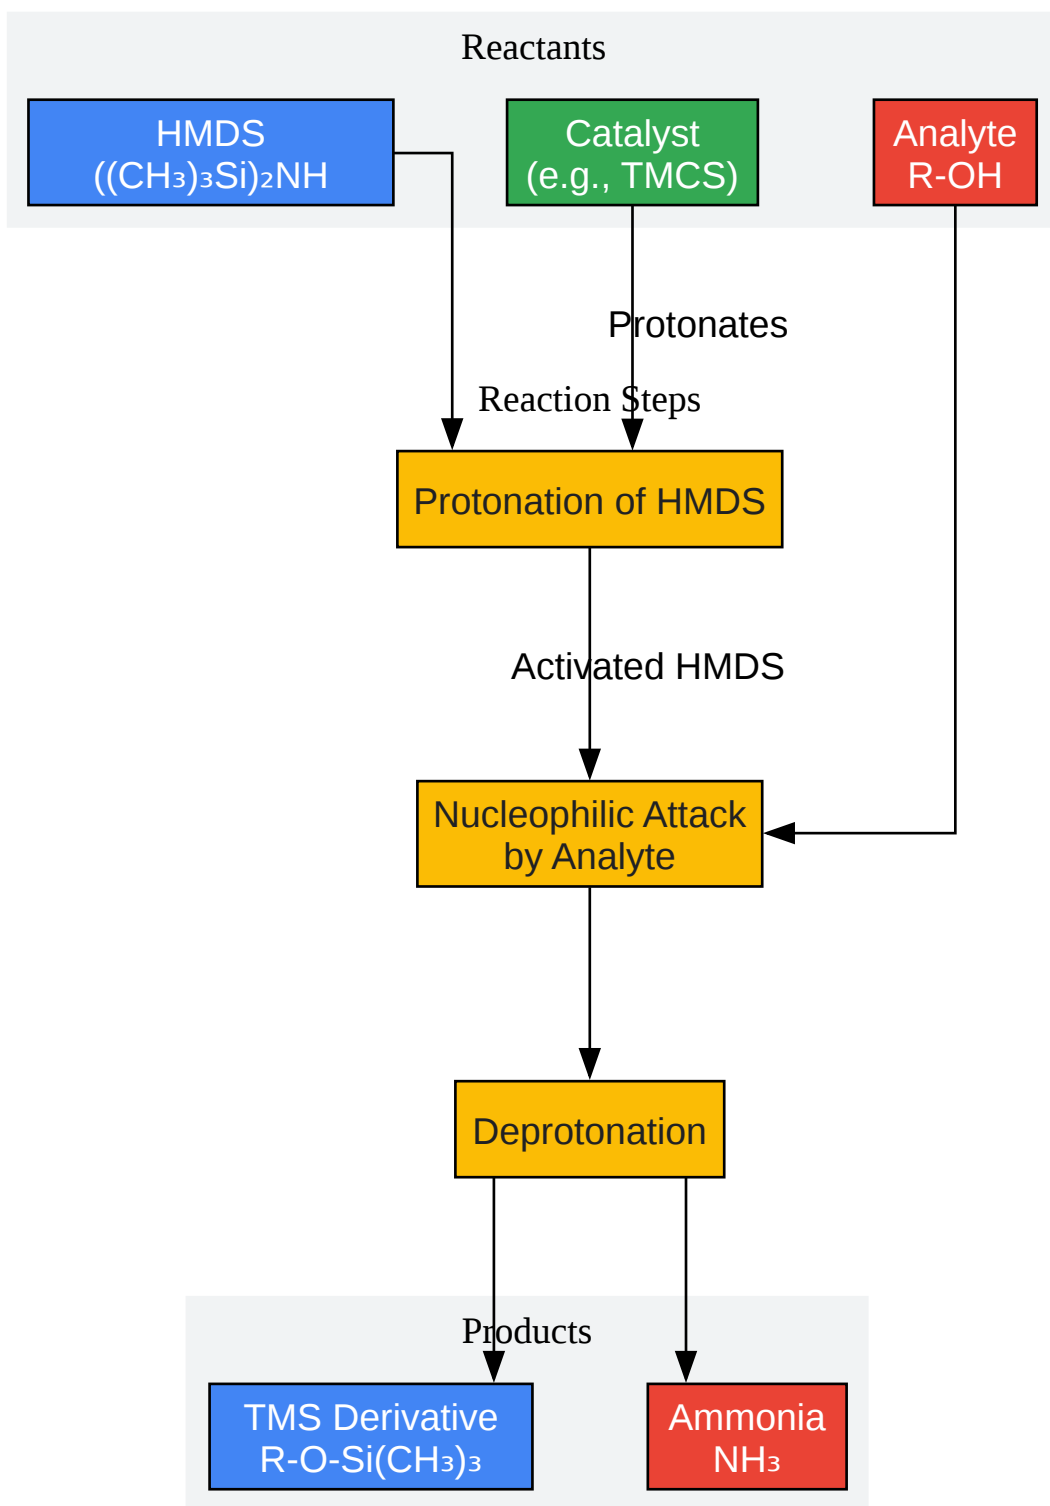 Reactants
HMDS
((CH₃)₃Si)₂NH
Catalyst
(e.g., TMCS)
Analyte
R-OH
Protonates
Reaction Steps
Protonation of HMDS
Activated HMDS
Nucleophilic Attack
by Analyte
Deprotonation
Products
TMS Derivative
R-O-Si(CH₃)₃
Ammonia
NH₃